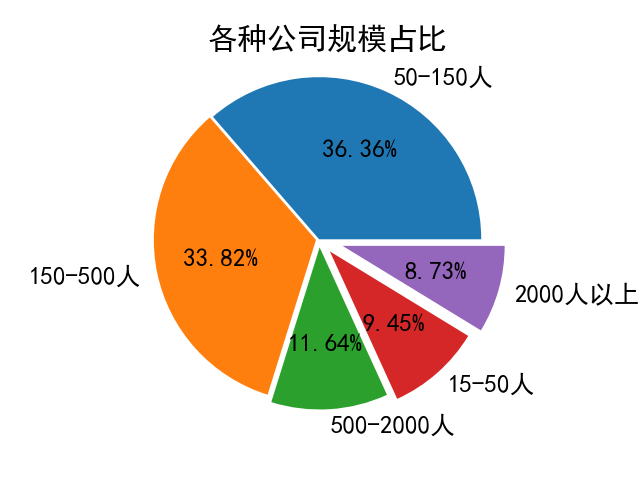 各种公司规模占比
50-150人
36.36%
33.82%
150-500人
11.64%
500-2000人
9.45%
15-50人
8.73%
2000人以上